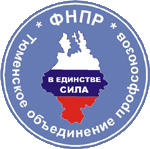 * ФНПР *
Тюменское объединение профсоюзов
В ЕДИНСТВЕ
СИЛА